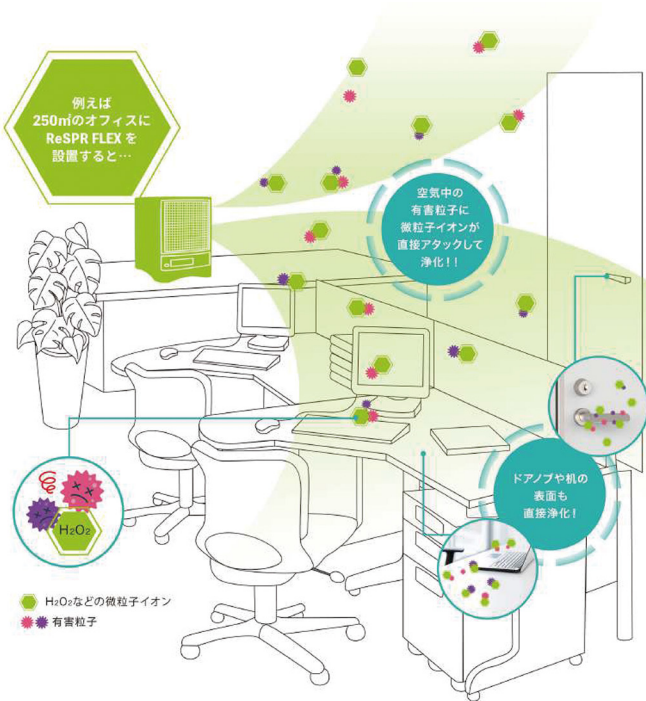 例えば
250㎡のオフィスに
ReSPR FLEX を
設置すると…
空気中の
有害粒子に
微粒子イオンが
直接アタックして
浄化！！
ドアノブや机の
表面も
直接浄化！
H₂O₂
H₂O₂などの微粒子イオン
有害粒子